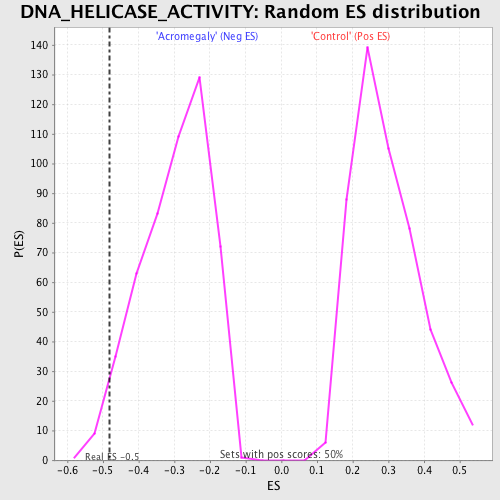 DNA_HELICASE_ACTIVITY: Random ES distribution
'Acromegaly' (Neg ES)
'Control' (Pos ES)
140
130
120
110
100
90
80
70
60
50
40
30
20
10
0
P(ES)
Real ES -0.5
Sets with pos scores: 50%
-0.6 -0.5 -0.4 -0.3 -0.2 -0.1 0.0 0.1 0.2 0.3 0.4 0.5
ES